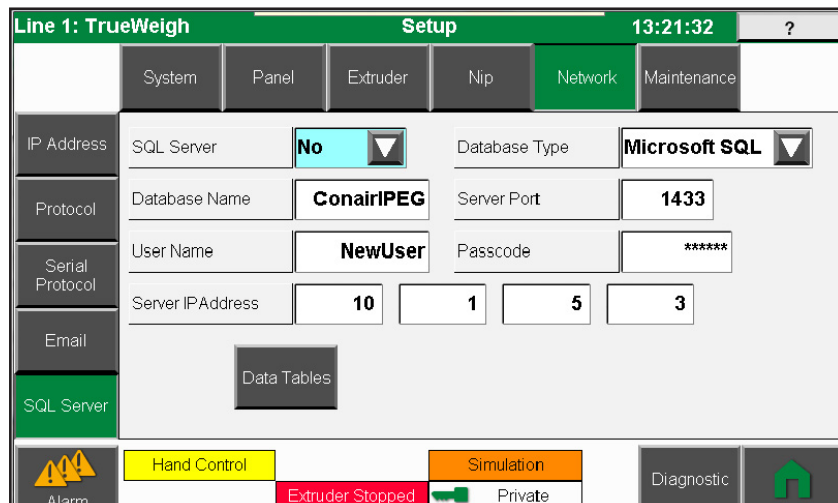 Line 1: TrueWeigh Setup 13:21:32 ?
System Panel Extruder Nip Network Maintenance
IP Address SQL Server No Database Type Microsoft SQL
Protocol Database Name ConairIPEG Server Port 1433
Serial Protocol User Name NewUser Passcode ******
Server IPAddress 10 1 5 3
Email
Data Tables
SQL Server
Hand Control Simulation
Alarm Extruder Stopped Private Diagnostic